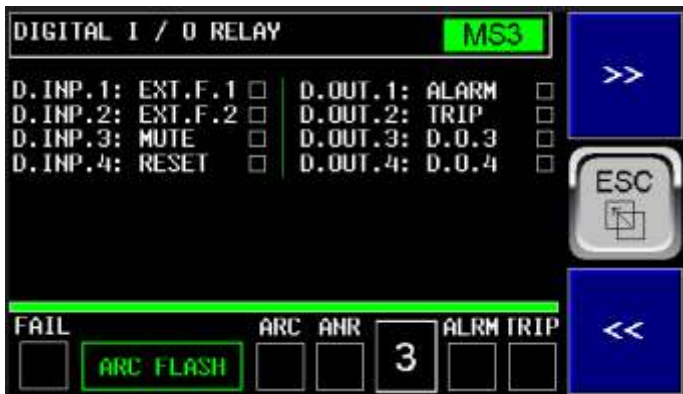 DIGITAL I / O RELAY MS3
>>
D.INP.1: EXT.F.1 D.OUT.1: ALARM
D.INP.2: EXT.F.2 D.OUT.2: TRIP
D.INP.3: MUTE D.OUT.3: D.O.3
D.INP.4: RESET D.OUT.4: D.O.4
ESC
FAIL ARC ANR ALRM TRIP
ARC FLASH 3
<<